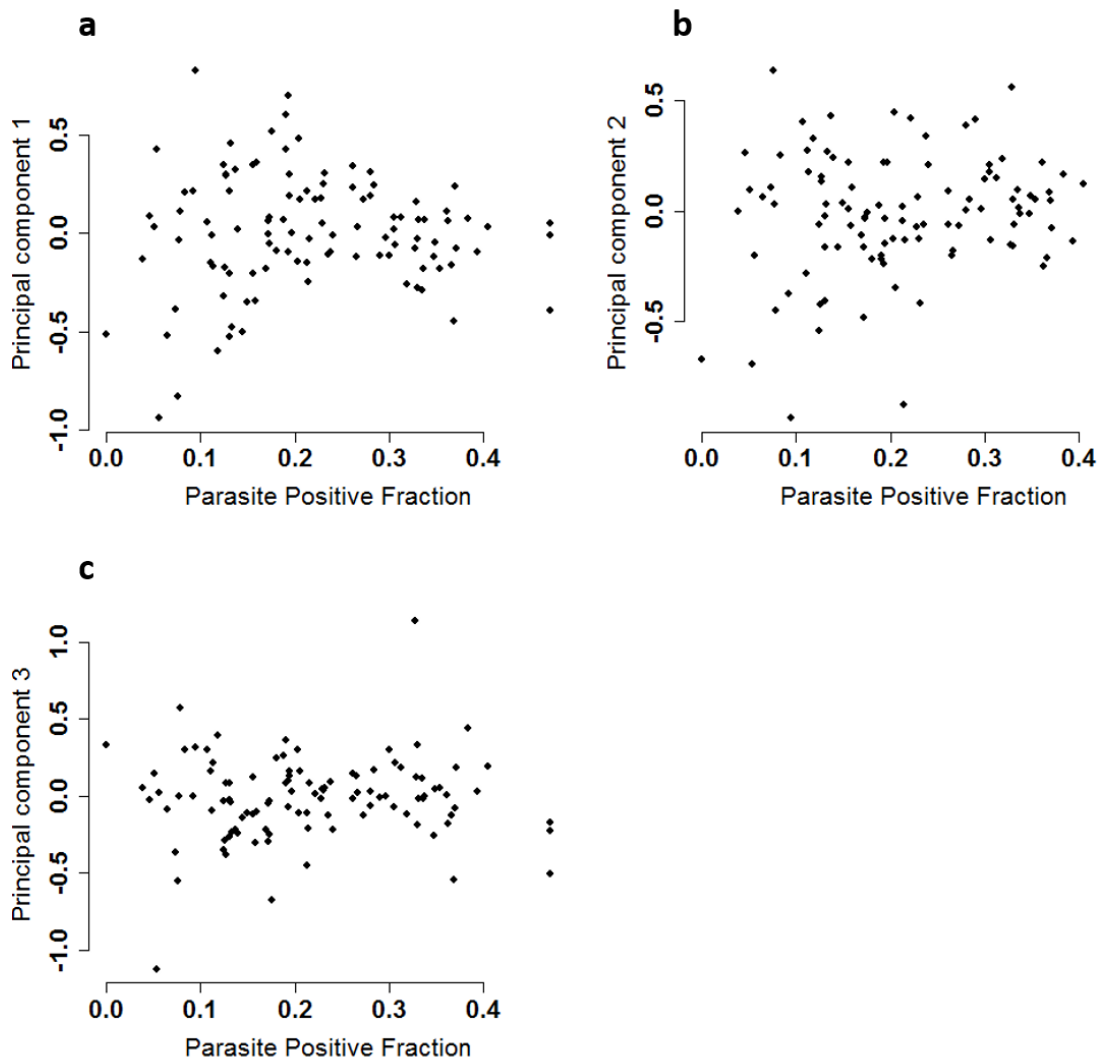 a
Principal component 1
0.5
0.0
-0.5
-1.0
0.0 0.1 0.2 0.3 0.4
Parasite Positive Fraction
b
Principal component 2
0.5
0.0
-0.5
0.0 0.1 0.2 0.3 0.4
Parasite Positive Fraction
c
Principal component 3
1.0
0.5
0.0
-0.5
-1.0
0.0 0.1 0.2 0.3 0.4
Parasite Positive Fraction